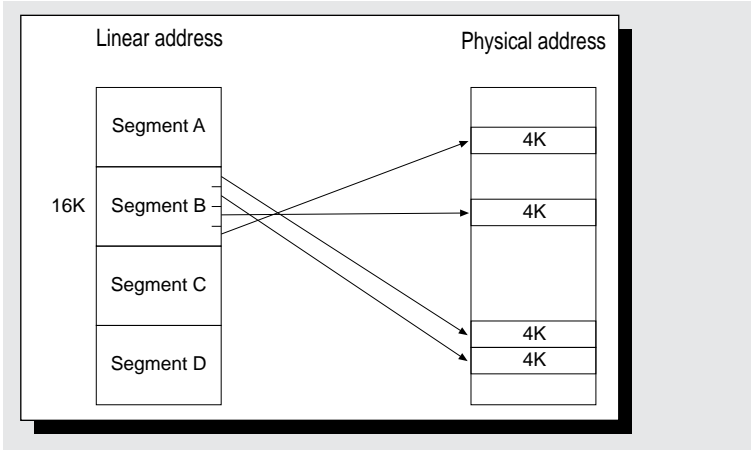 Linear address
Physical address
Segment A
4K
16K
Segment B
4K
Segment C
4K
Segment D
4K